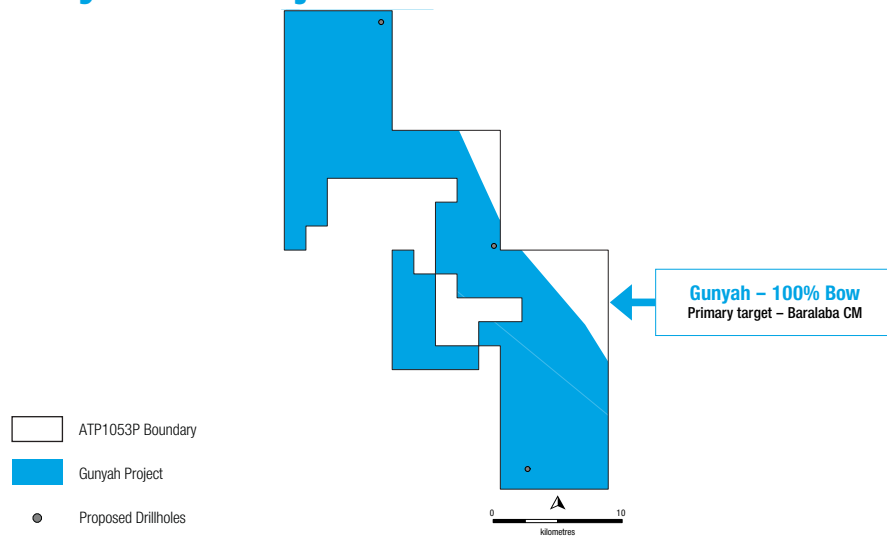 Gunyah – 100% Bow
Primary target – Baralaba CM
ATP1053P Boundary
Gunyah Project
Proposed Drillholes
0 10
kilometres